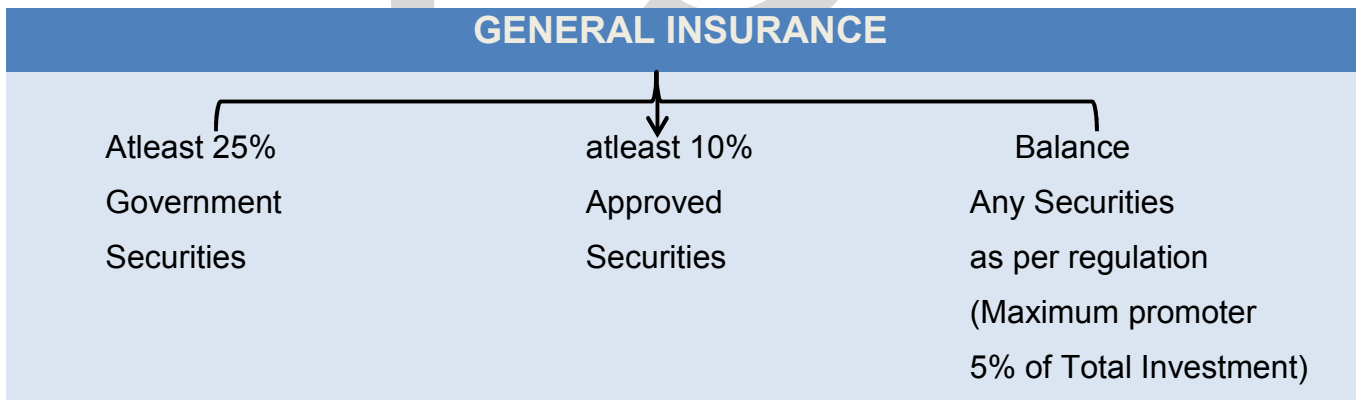 GENERAL INSURANCE
Atleast 25%
Government
Securities
atleast 10%
Approved
Securities
Balance
Any Securities
as per regulation
(Maximum promoter
5% of Total Investment)